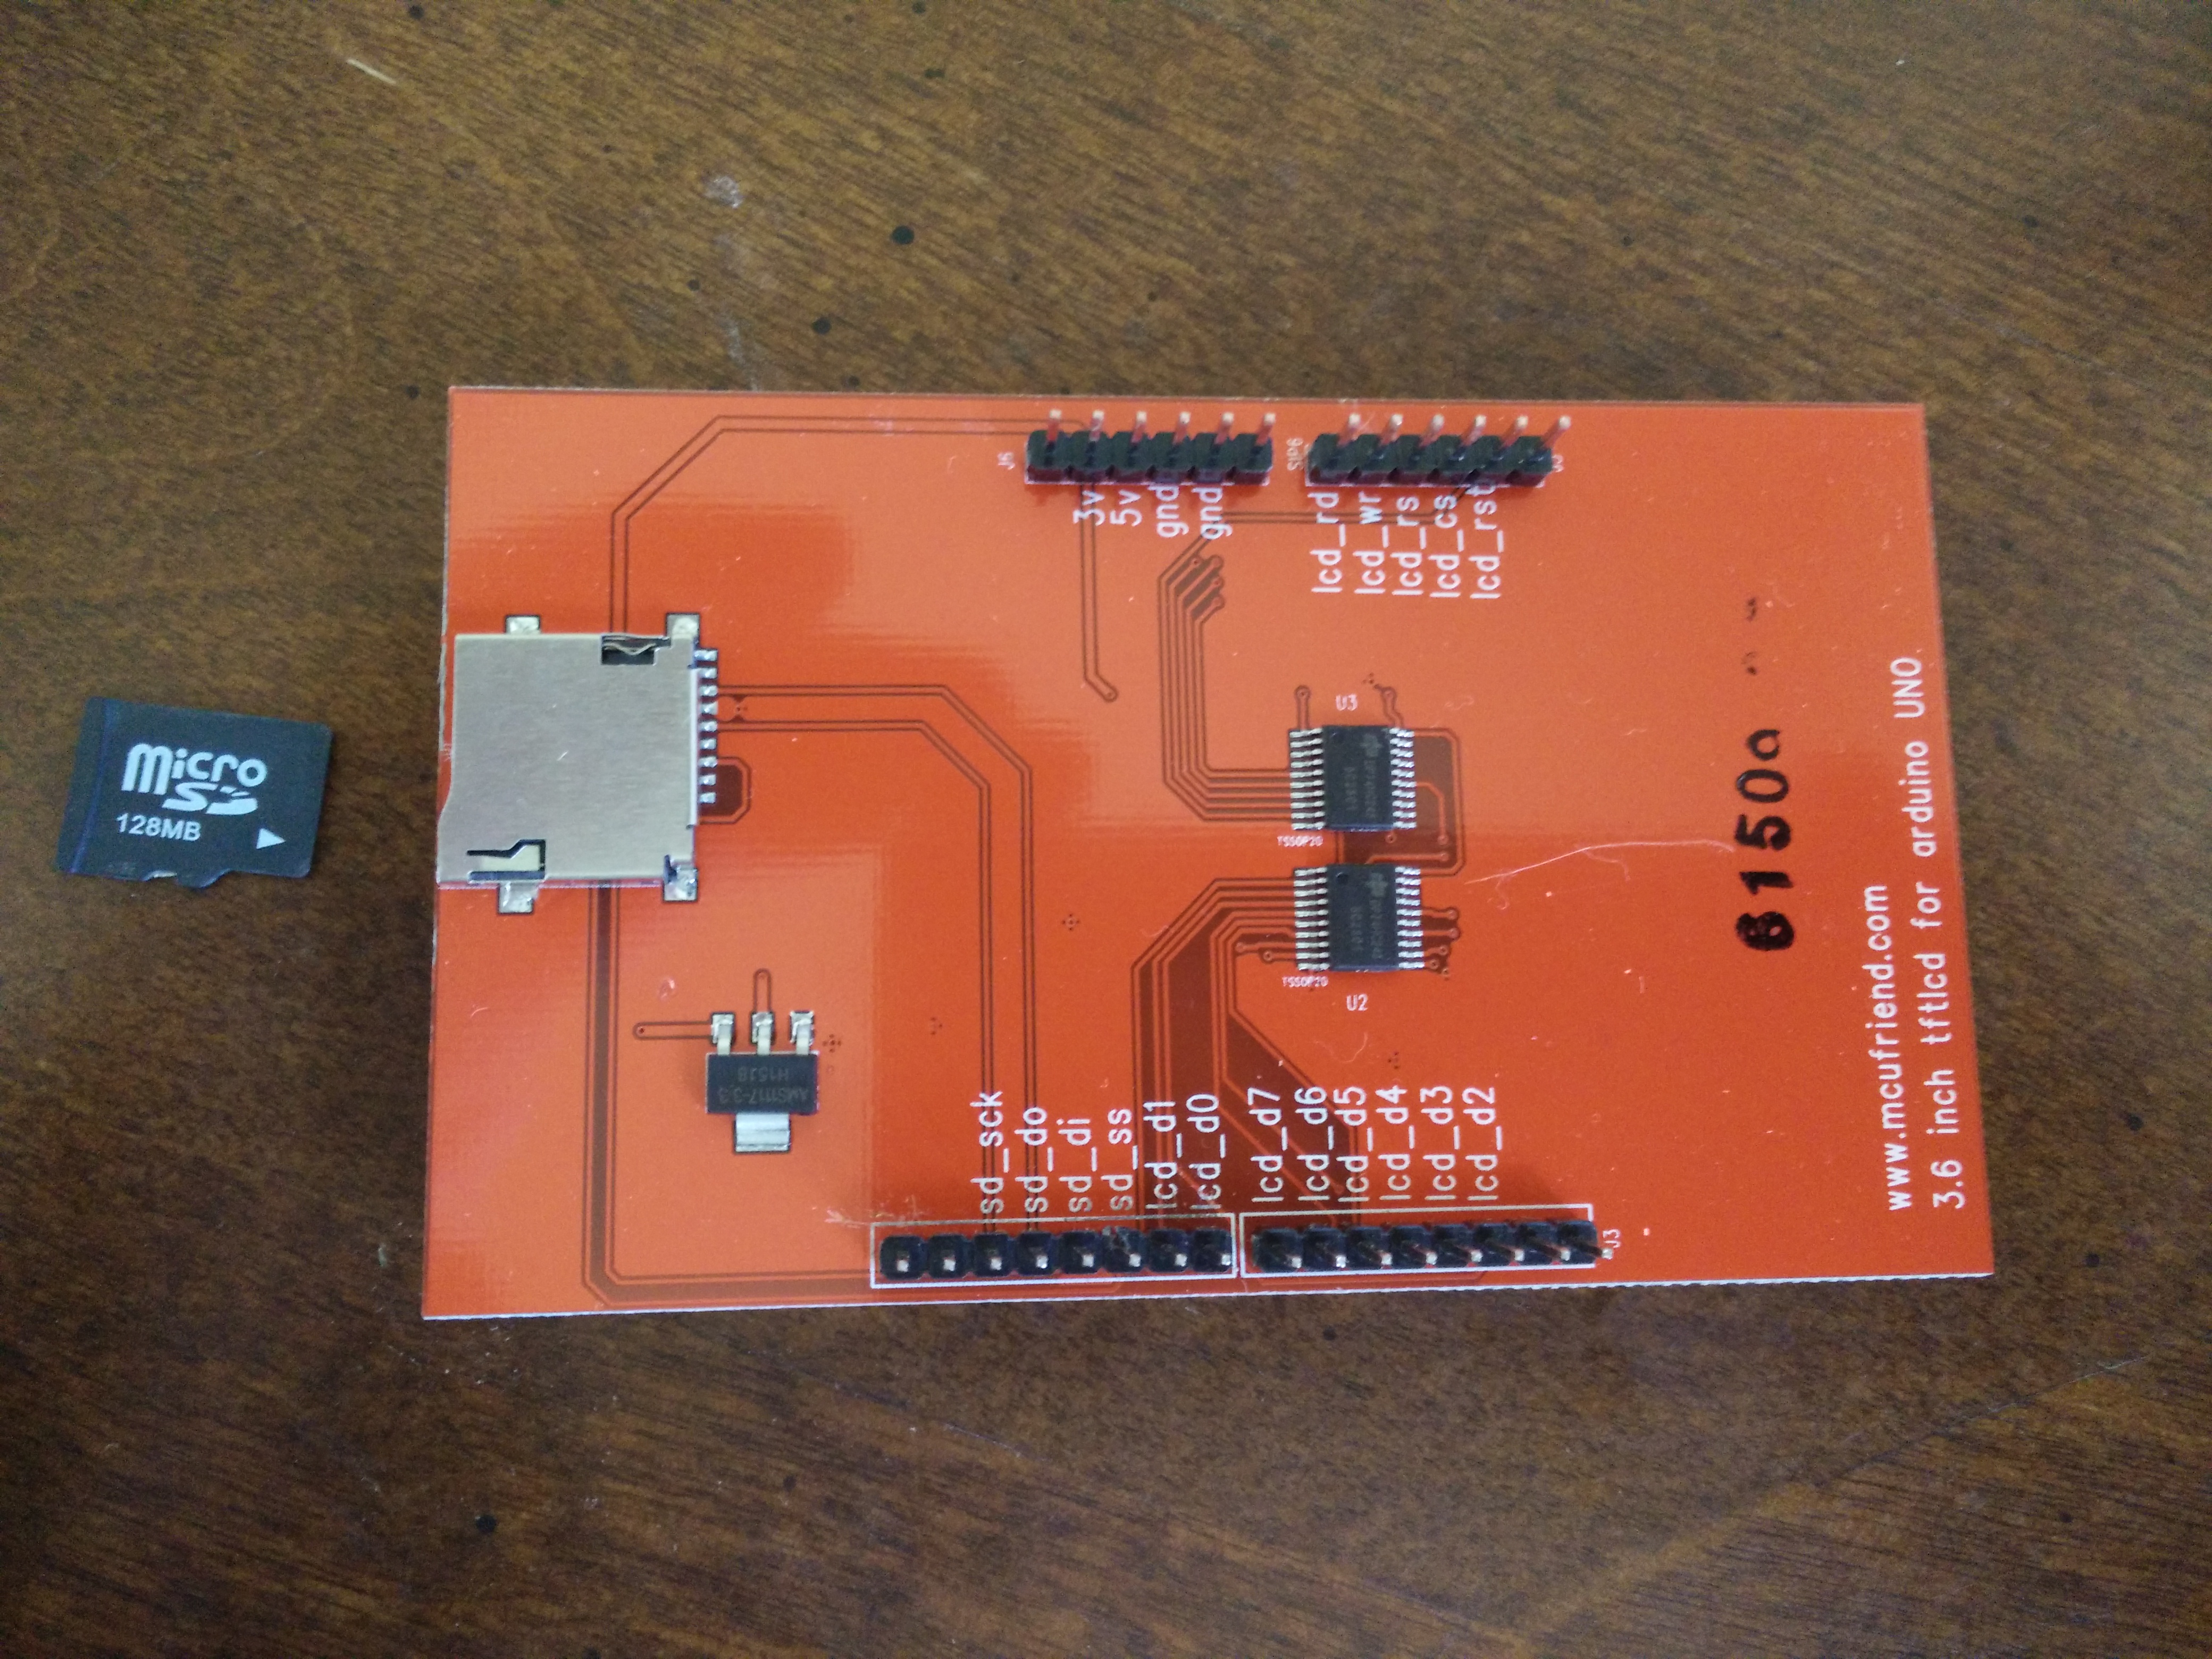 Micro
SD
128MB
J6
3v
5v
gnd
gnd
SIP6
lcd_rd
lcd_wr
lcd_rs
lcd_cs
lcd_rst
U3
TSSOP20
TSSOP20
U2
AMS1117-3.3
sd_sck
sd_do
sd_di
sd_ss
lcd_d1
lcd_d0
lcd_d7
lcd_d6
lcd_d5
lcd_d4
lcd_d3
lcd_d2
J3
www.mcufriend.com
3.6 inch tftlcd for arduino UNO